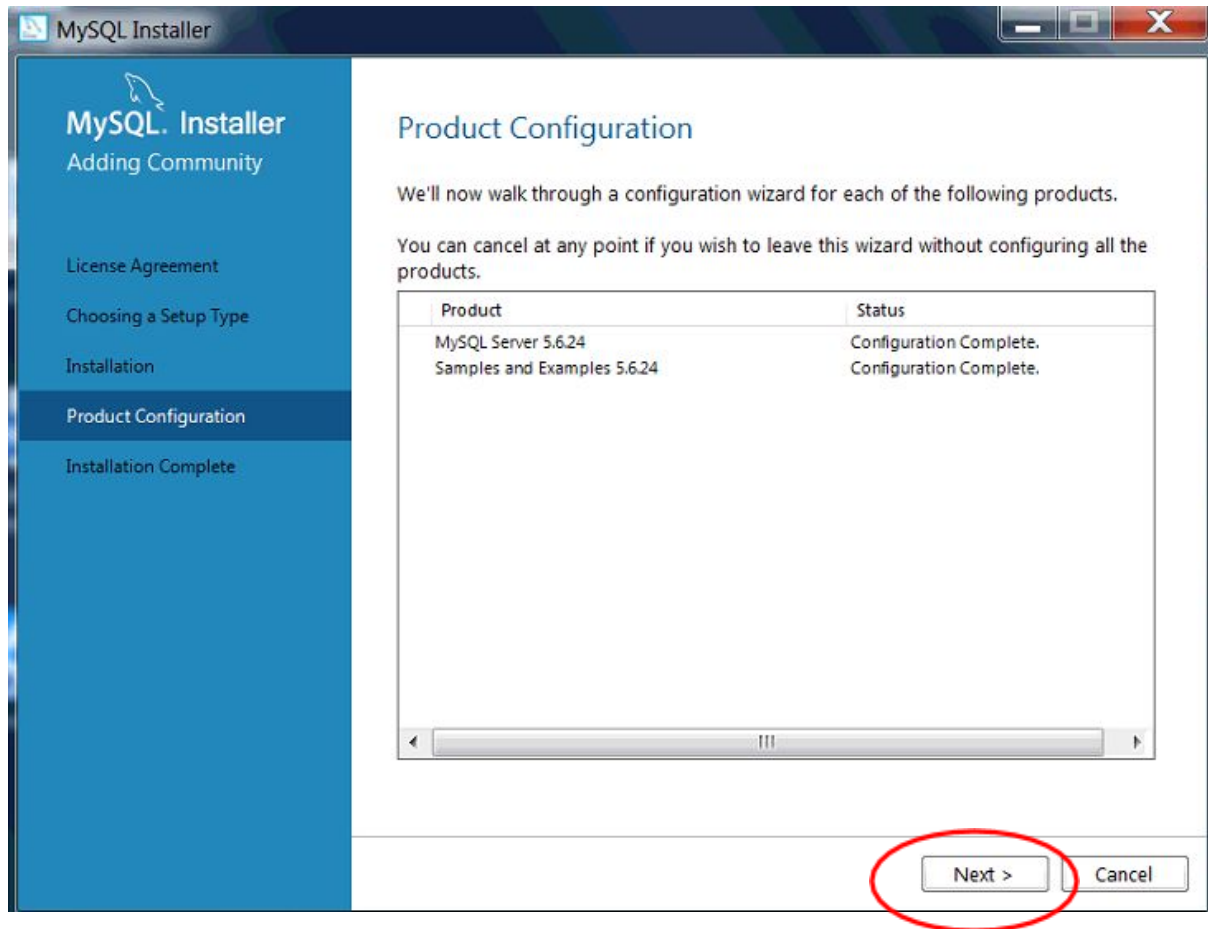 MySQL Installer
MySQL. Installer
Adding Community
License Agreement
Choosing a Setup Type
Installation
Product Configuration
Installation Complete
Product Configuration
We'll now walk through a configuration wizard for each of the following products.
You can cancel at any point if you wish to leave this wizard without configuring all the
products.
Product Status
MySQL Server 5.6.24 Configuration Complete.
Samples and Examples 5.6.24 Configuration Complete.
Next > Cancel